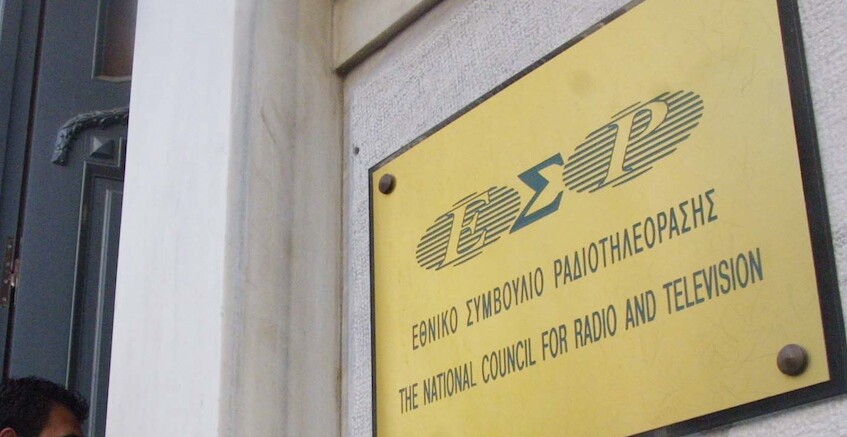 ΕΣΡ
ΕΘΝΙΚΟ ΣΥΜΒΟΥΛΙΟ ΡΑΔΙΟΤΗΛΕΟΡΑΣΗΣ
THE NATIONAL COUNCIL FOR RADIO AND TELEVISION